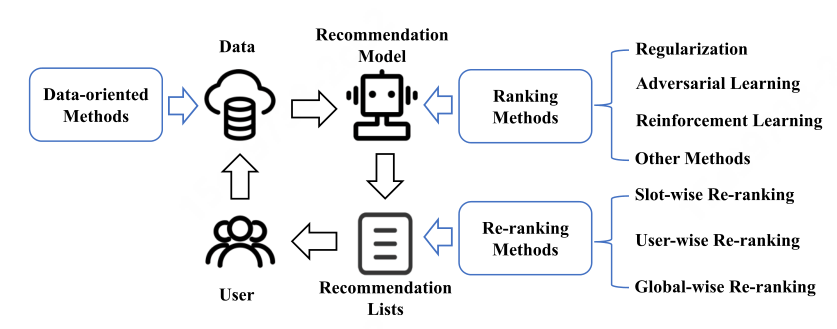 Data
Recommendation
Model
Data-oriented
Methods
Ranking
Methods
Regularization
Adversarial Learning
Reinforcement Learning
Other Methods
Slot-wise Re-ranking
User-wise Re-ranking
Global-wise Re-ranking
Re-ranking
Methods
User
Recommendation
Lists